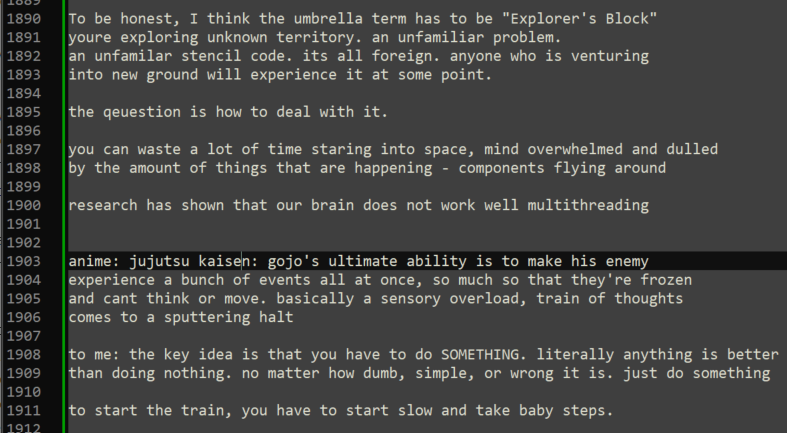 1889
1890 To be honest, I think the umbrella term has to be "Explorer's Block"
1891 youre exploring unknown territory. an unfamiliar problem.
1892 an unfamilar stencil code. its all foreign. anyone who is venturing
1893 into new ground will experience it at some point.
1894
1895 the qeuestion is how to deal with it.
1896
1897 you can waste a lot of time staring into space, mind overwhelmed and dulled
1898 by the amount of things that are happening - components flying around
1899
1900 research has shown that our brain does not work well multithreading
1901
1902
1903 anime: jujutsu kaisen: gojo's ultimate ability is to make his enemy
1904 experience a bunch of events all at once, so much so that they're frozen
1905 and cant think or move. basically a sensory overload, train of thoughts
1906 comes to a sputtering halt
1907
1908 to me: the key idea is that you have to do SOMETHING. literally anything is better
1909 than doing nothing. no matter how dumb, simple, or wrong it is. just do something
1910
1911 to start the train, you have to start slow and take baby steps.
1912